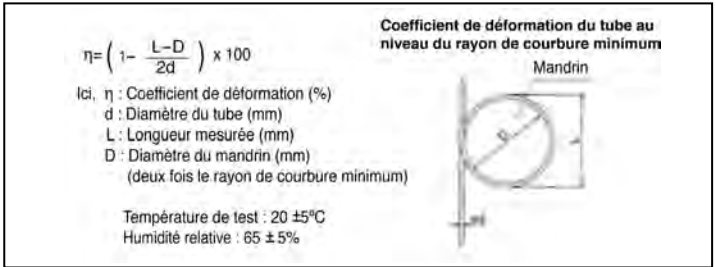 Coefficient de déformation du tube au
niveau du rayon de courbure minimum
η=( 1– L–D / 2d ) x 100
Ici, η : Coefficient de déformation (%)
d : Diamètre du tube (mm)
L : Longueur mesurée (mm)
D : Diamètre du mandrin (mm)
(deux fois le rayon de courbure minimum)
Température de test : 20 ±5ºC
Humidité relative : 65 ±5%
Mandrin
D